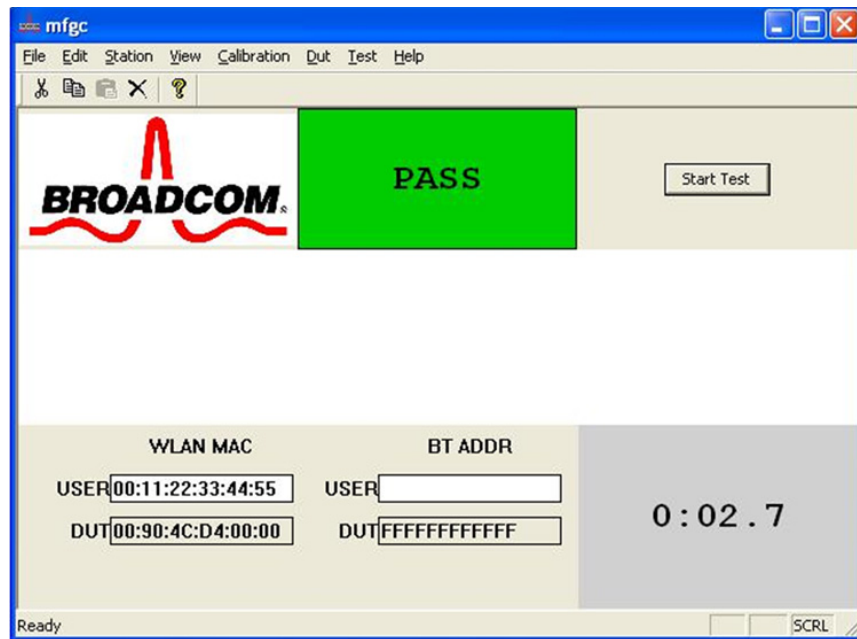 mfgc
File Edit Station View Calibration Dut Test Help
BROADCOM
PASS
Start Test
WLAN MAC
BT ADDR
USER 00:11:22:33:44:55
USER
DUT 00:90:4C:D4:00:00
DUT FFFFFFFFFFFF
0:02.7
Ready
SCRL